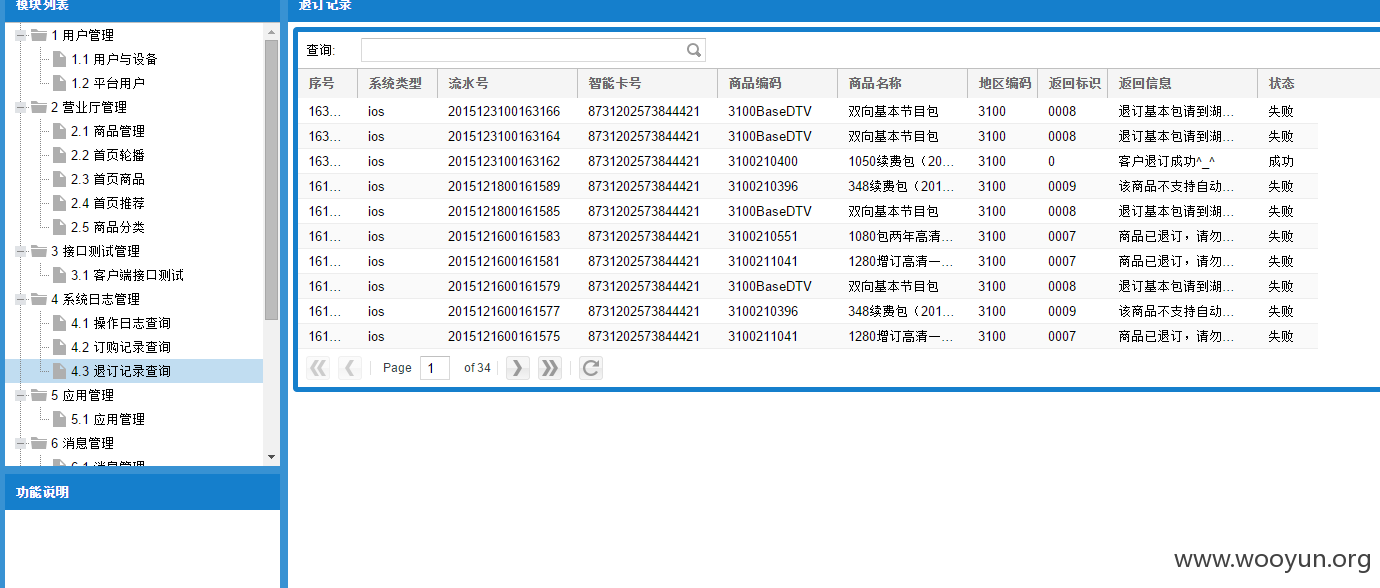 模块列表
1 用户管理
1.1 用户与设备
1.2 平台用户
2 营业厅管理
2.1 商品管理
2.2 首页轮播
2.3 首页商品
2.4 首页推荐
2.5 商品分类
3 接口测试管理
3.1 客户端接口测试
4 系统日志管理
4.1 操作日志查询
4.2 订购记录查询
4.3 退订记录查询
5 应用管理
5.1 应用管理
6 消息管理
6.1 消息管理
功能说明
退订记录
查询:
序号 系统类型 流水号 智能卡号 商品编码 商品名称 地区编码 返回标识 返回信息 状态
163... ios 2015123100163166 8731202573844421 3100BaseDTV 双向基本节目包 3100 0008 退订基本包请到湖... 失败
163... ios 2015123100163164 8731202573844421 3100BaseDTV 双向基本节目包 3100 0008 退订基本包请到湖... 失败
163... ios 2015123100163162 8731202573844421 3100210400 1050续费包（20... 3100 0 客户退订成功^_^ 成功
161... ios 2015121800161589 8731202573844421 3100210396 348续费包（201... 3100 0009 该商品不支持自动... 失败
161... ios 2015121800161585 8731202573844421 3100BaseDTV 双向基本节目包 3100 0008 退订基本包请到湖... 失败
161... ios 2015121600161583 8731202573844421 3100210551 1080包两年高清... 3100 0007 商品已退订，请勿... 失败
161... ios 2015121600161581 8731202573844421 3100211041 1280增订高清一... 3100 0007 商品已退订，请勿... 失败
161... ios 2015121600161579 8731202573844421 3100BaseDTV 双向基本节目包 3100 0008 退订基本包请到湖... 失败
161... ios 2015121600161577 8731202573844421 3100210396 348续费包（201... 3100 0009 该商品不支持自动... 失败
161... ios 2015121600161575 8731202573844421 3100211041 1280增订高清一... 3100 0007 商品已退订，请勿... 失败
Page 1 of 34
www.wooyun.org